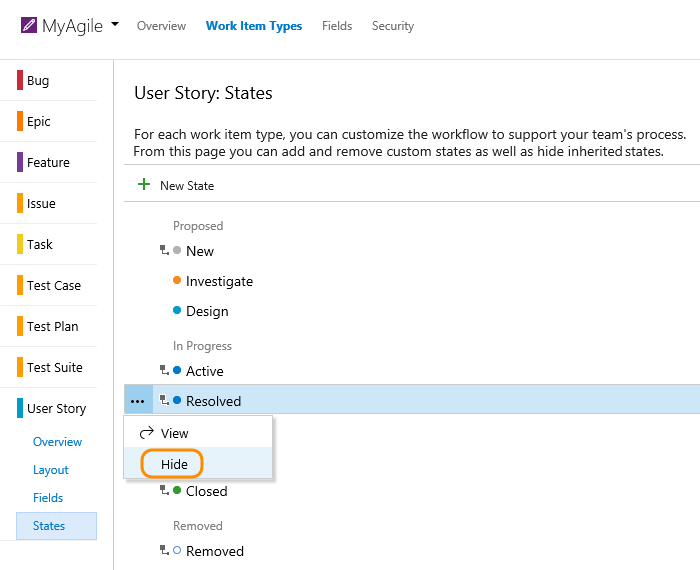 MyAgile Overview Work Item Types Fields Security
Bug
Epic
Feature
Issue
Task
Test Case
Test Plan
Test Suite
User Story
Overview
Layout
Fields
States
User Story: States
For each work item type, you can customize the workflow to support your team's process.
From this page you can add and remove custom states as well as hide inherited states.
New State
Proposed
New
Investigate
Design
In Progress
Active
... Resolved
View
Hide
Closed
Removed
Removed